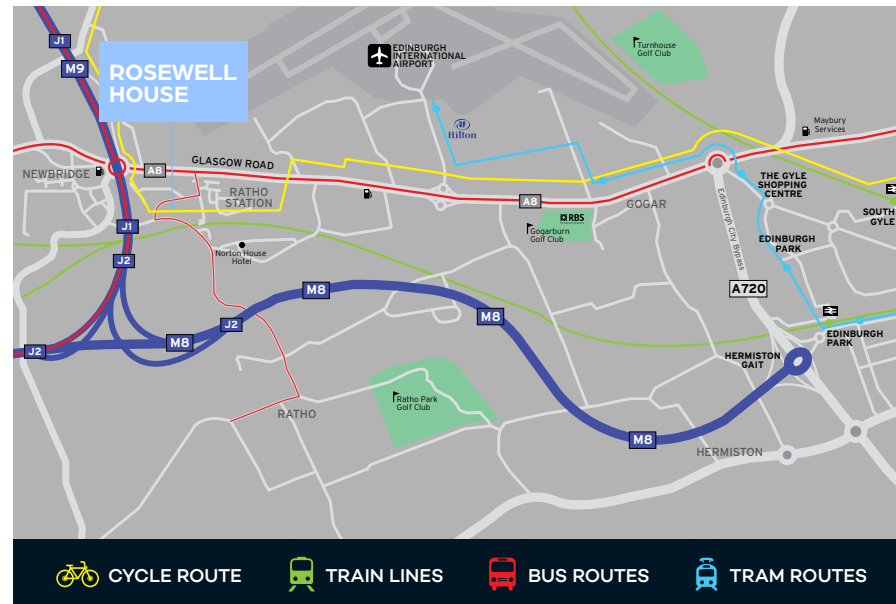 J1
M9
ROSEWELL
HOUSE
EDINBURGH
INTERNATIONAL
AIRPORT
Turnhouse
Golf Club
Hilton
Maybury
Services
NEWBRIDGE
A8
GLASGOW ROAD
RATHO
STATION
A8
GOGAR
RBS
Gogarburn
Golf Club
THE GYLE
SHOPPING
CENTRE
SOUTH
GYLE
Edinburgh City Bypass
EDINBURGH
PARK
J1
J2
Norton House
Hotel
M8
A720
M8
J2
M8
J2
EDINBURGH
PARK
HERMISTON
GAIT
RATHO
Ratho Park
Golf Club
M8
HERMISTON
CYCLE ROUTE
TRAIN LINES
BUS ROUTES
TRAM ROUTES